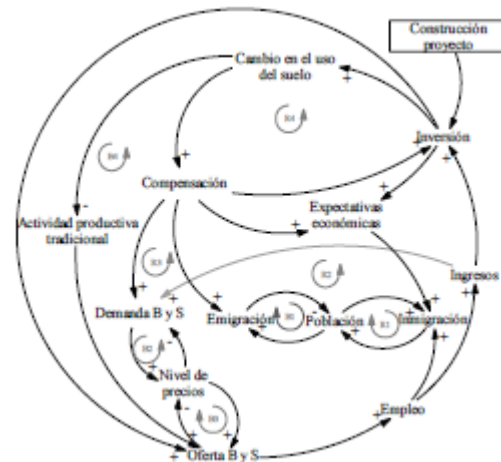 Construcción
proyecto
Cambio en el uso
del suelo
Inversión
Compensación
Expectativas
económicas
Actividad productiva
tradicional
Ingresos
Demanda B y S
Emigración
Población
Inmigración
Nivel de
precios
Empleo
Oferta B y S